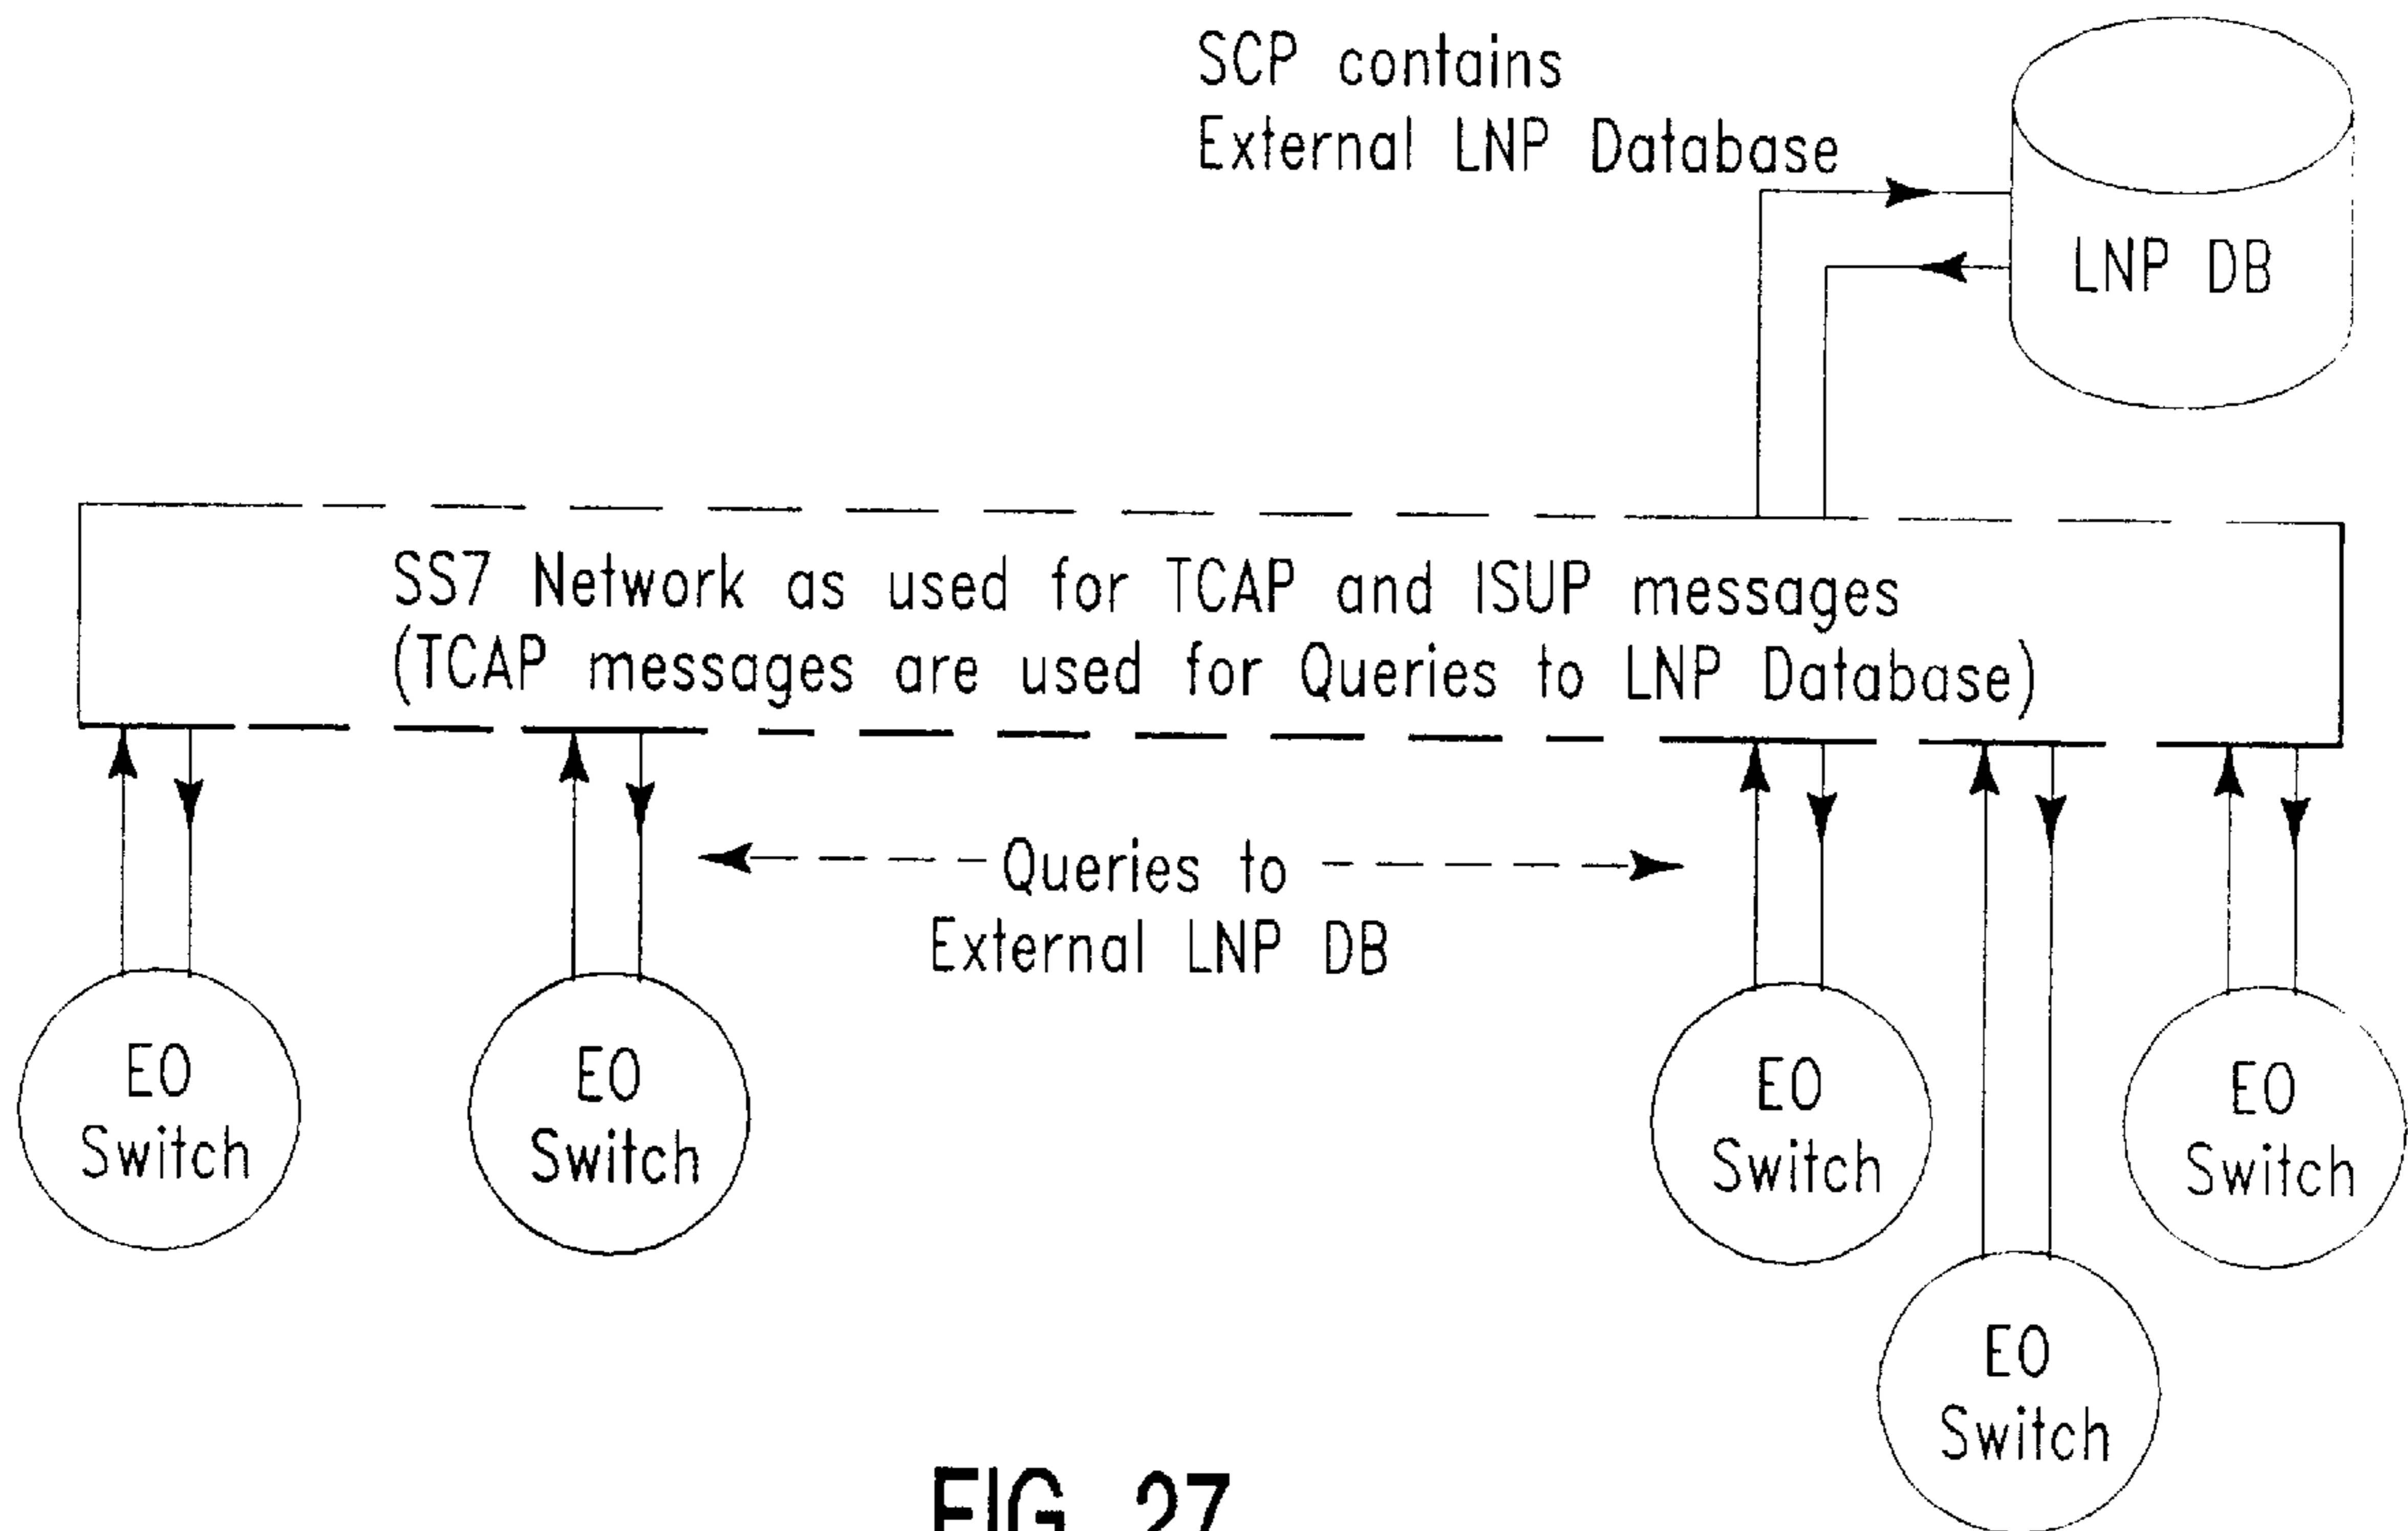 SCP contains
External LNP Database
LNP DB
SS7 Network as used for TCAP and ISUP messages
(TCAP messages are used for Queries to LNP Database)
Queries to
External LNP DB
EO
Switch
EO
Switch
EO
Switch
EO
Switch
EO
Switch
FIG. 27